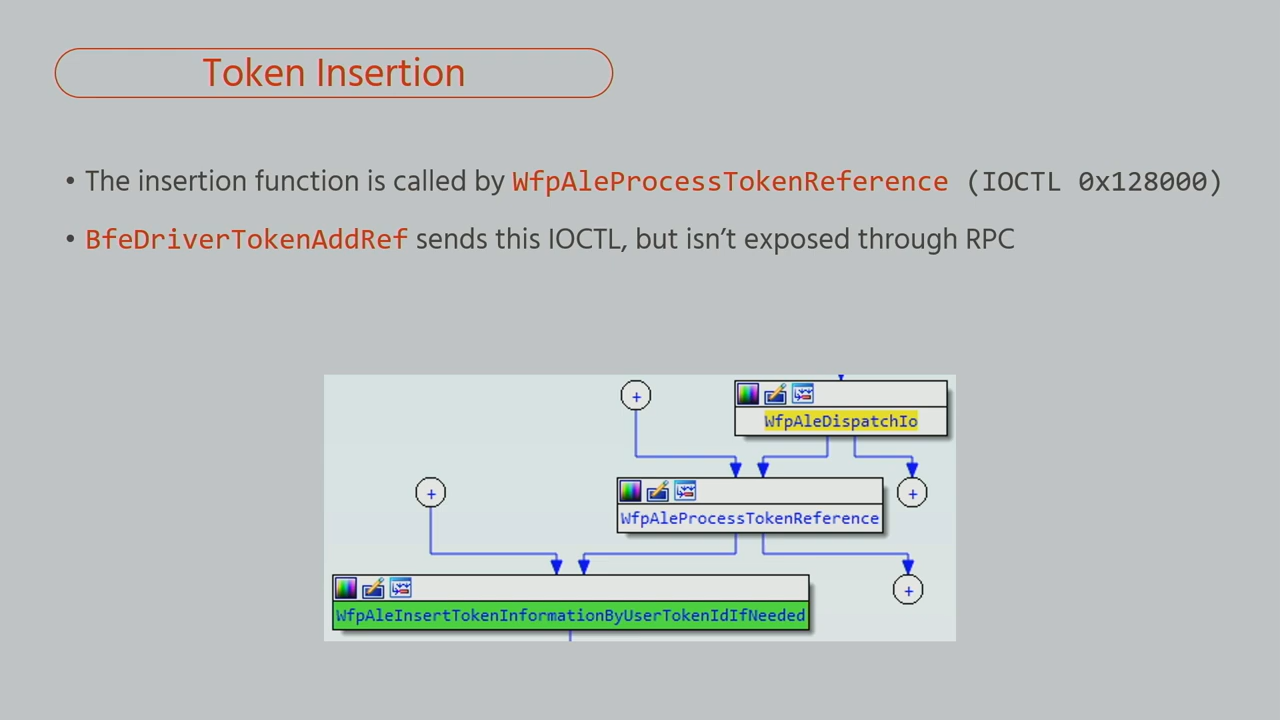 Token Insertion
• The insertion function is called by WfpAleProcessTokenReference (IOCTL 0x128000)
• BfeDriverTokenAddRef sends this IOCTL, but isn’t exposed through RPC
WfpAleDispatchIo
WfpAleProcessTokenReference
WfpAleInsertTokenInformationByUserTokenIdIfNeeded